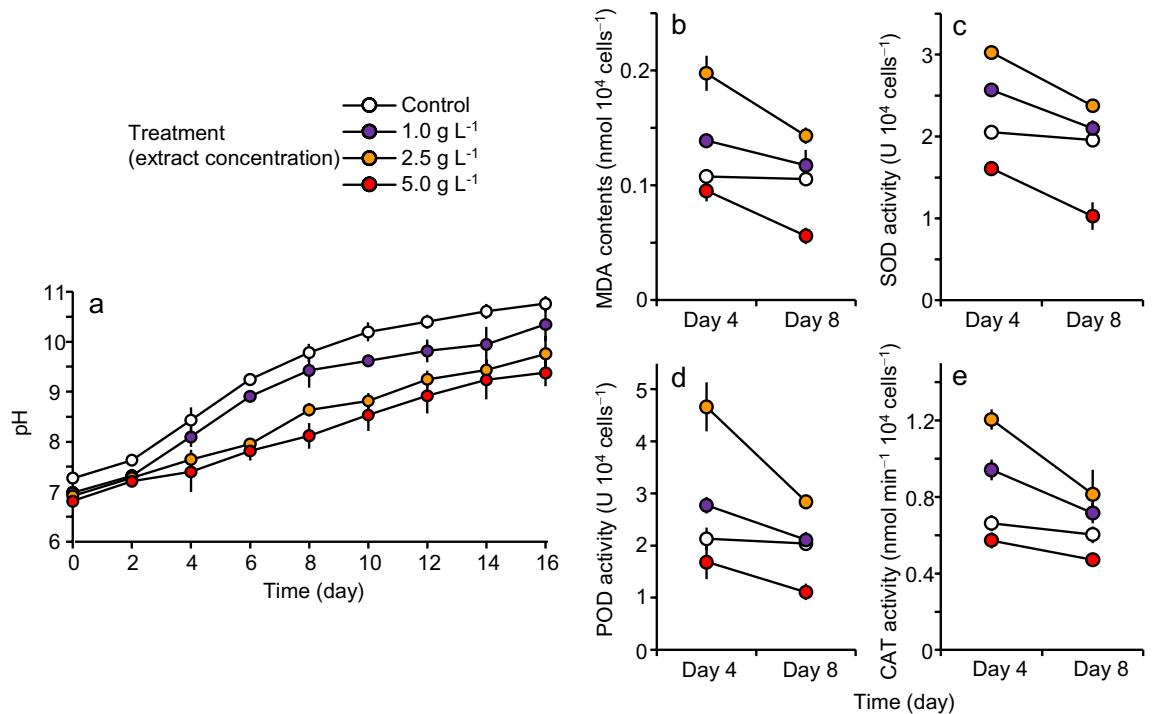 Treatment
(extract concentration)
Control
1.0 g L⁻¹
2.5 g L⁻¹
5.0 g L⁻¹
a
pH
11
10
9
8
7
6
0 2 4 6 8 10 12 14 16
Time (day)
b
MDA contents (nmol 10⁴ cells⁻¹)
0.2
0.1
0
Day 4 Day 8
c
SOD activity (U 10⁴ cells⁻¹)
3
2
1
0
Day 4 Day 8
d
POD activity (U 10⁴ cells⁻¹)
5
4
3
2
1
0
Day 4 Day 8
e
CAT activity (nmol min⁻¹ 10⁴ cells⁻¹)
1.2
0.8
0.4
0
Day 4 Day 8
Time (day)